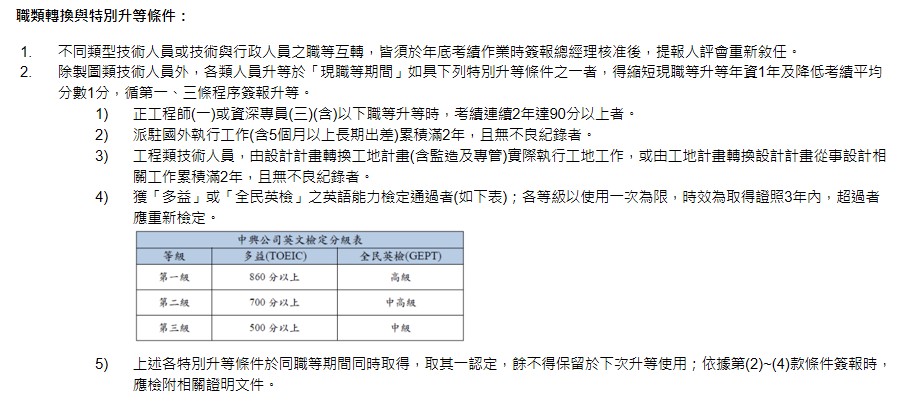 職類轉換與特別升等條件：
1. 不同類型技術人員或技術與行政人員之職等互轉，皆須於年底考績作業時簽報總經理核准後，提報人評會重新敘任。
2. 除製圖類技術人員外，各類人員升等於「現職等期間」如具下列特別升等條件之一者，得縮短現職等升等年資1年及降低考績平均
分數1分，循第一、三條程序簽報升等。
1) 正工程師(一)或資深專員(三)(含)以下職等升等時，考績連續2年達90分以上者。
2) 派駐國外執行工作(含5個月以上長期出差)累積滿2年，且無不良紀錄者。
3) 工程類技術人員，由設計計畫轉換工地計畫(含監造及專管)實際執行工地工作，或由工地計畫轉換設計計畫從事設計相
關工作累積滿2年，且無不良紀錄者。
4) 獲「多益」或「全民英檢」之英語能力檢定通過者(如下表)；各等級以使用一次為限，時效為取得證照3年內，超過者
應重新檢定。
中興公司英文檢定分級表
等級 多益(TOEIC) 全民英檢(GEPT)
第一級 860 分以上 高級
第二級 700 分以上 中高級
第三級 500 分以上 中級
5) 上述各特別升等條件於同職等期間同時取得，取其一認定，餘不得保留於下次升等使用；依據第(2)~(4)款條件簽報時，
應檢附相關證明文件。